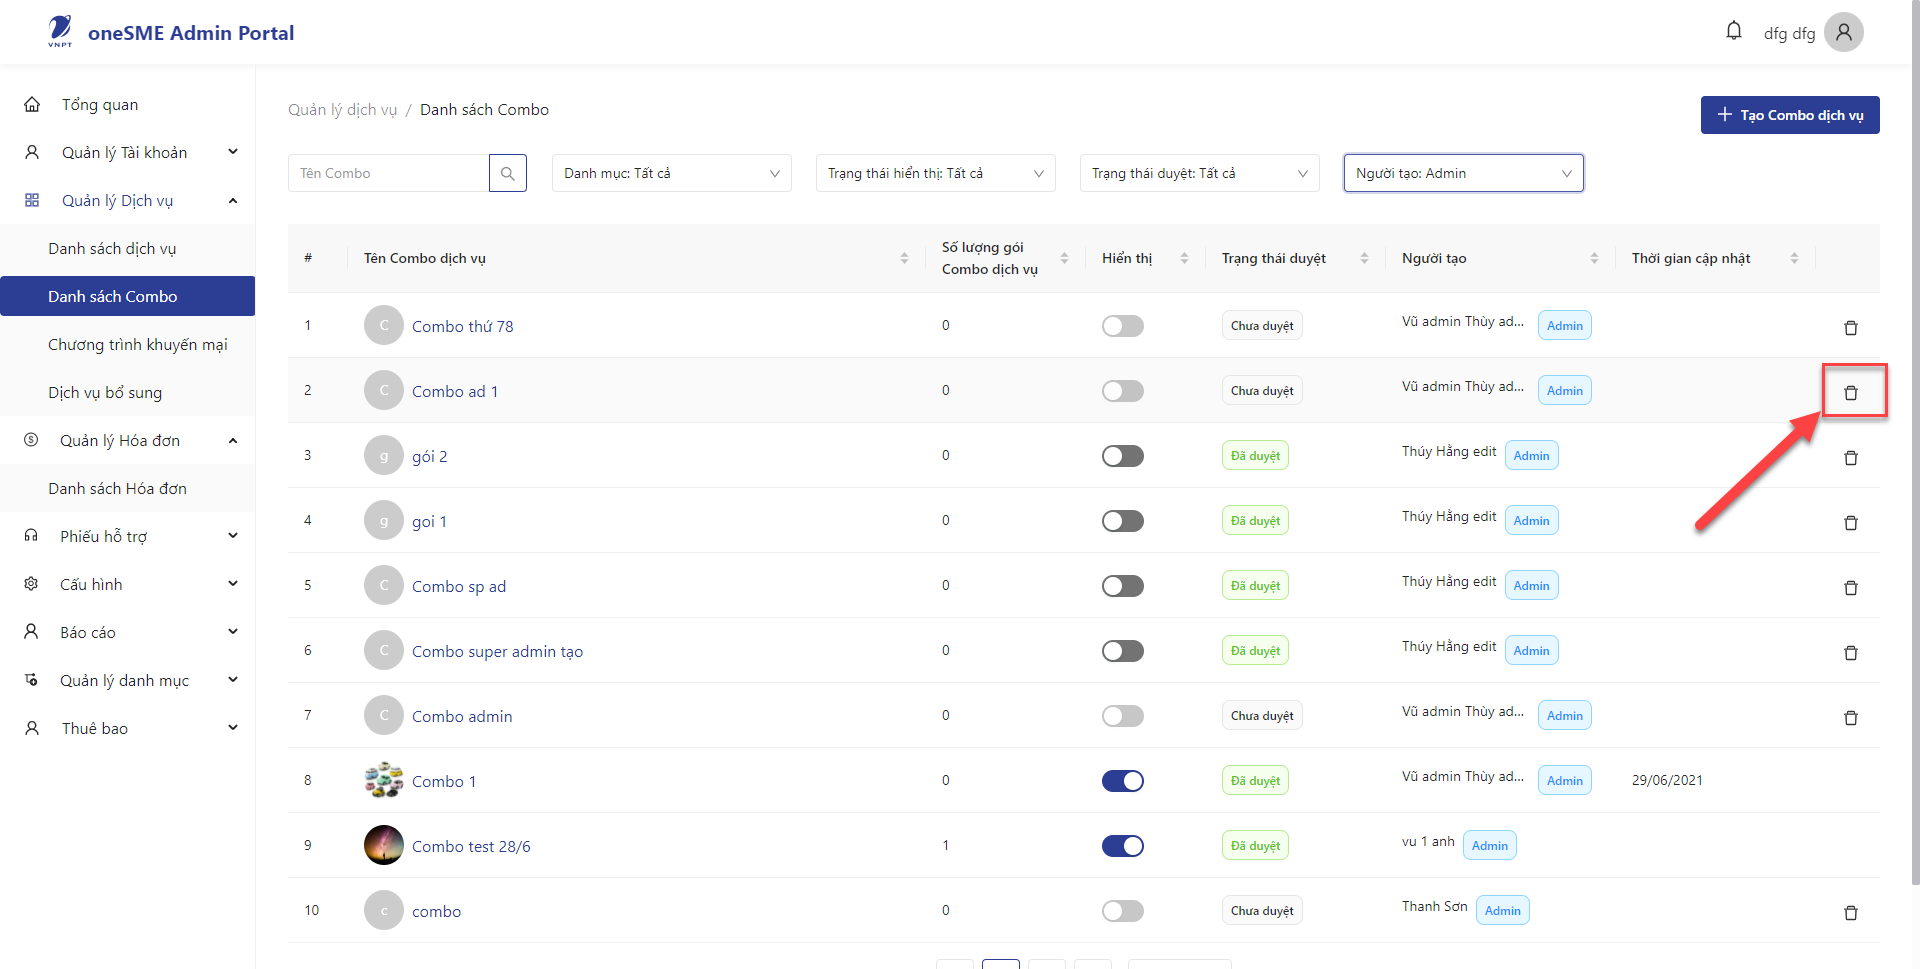 VNPT
oneSME Admin Portal
dfg dfg
Tổng quan
Quản lý Tài khoản
Quản lý Dịch vụ
Danh sách dịch vụ
Danh sách Combo
Chương trình khuyến mại
Dịch vụ bổ sung
Quản lý Hóa đơn
Danh sách Hóa đơn
Phiếu hỗ trợ
Cấu hình
Báo cáo
Quản lý danh mục
Thuê bao
Quản lý dịch vụ / Danh sách Combo
Tạo Combo dịch vụ
Tên Combo
Danh mục: Tất cả
Trạng thái hiển thị: Tất cả
Trạng thái duyệt: Tất cả
Người tạo: Admin
# Tên Combo dịch vụ Số lượng gói Combo dịch vụ Hiển thị Trạng thái duyệt Người tạo Thời gian cập nhật
1 C Combo thứ 78 0 Chưa duyệt Vũ admin Thùy ad... Admin
2 C Combo ad 1 0 Chưa duyệt Vũ admin Thùy ad... Admin
3 g gói 2 0 Đã duyệt Thúy Hằng edit Admin
4 g goi 1 0 Đã duyệt Thúy Hằng edit Admin
5 C Combo sp ad 0 Đã duyệt Thúy Hằng edit Admin
6 C Combo super admin tạo 0 Đã duyệt Thúy Hằng edit Admin
7 C Combo admin 0 Chưa duyệt Vũ admin Thùy ad... Admin
8 Combo 1 0 Đã duyệt Vũ admin Thùy ad... Admin 29/06/2021
9 Combo test 28/6 1 Đã duyệt vu 1 anh Admin
10 c combo 0 Chưa duyệt Thanh Sơn Admin